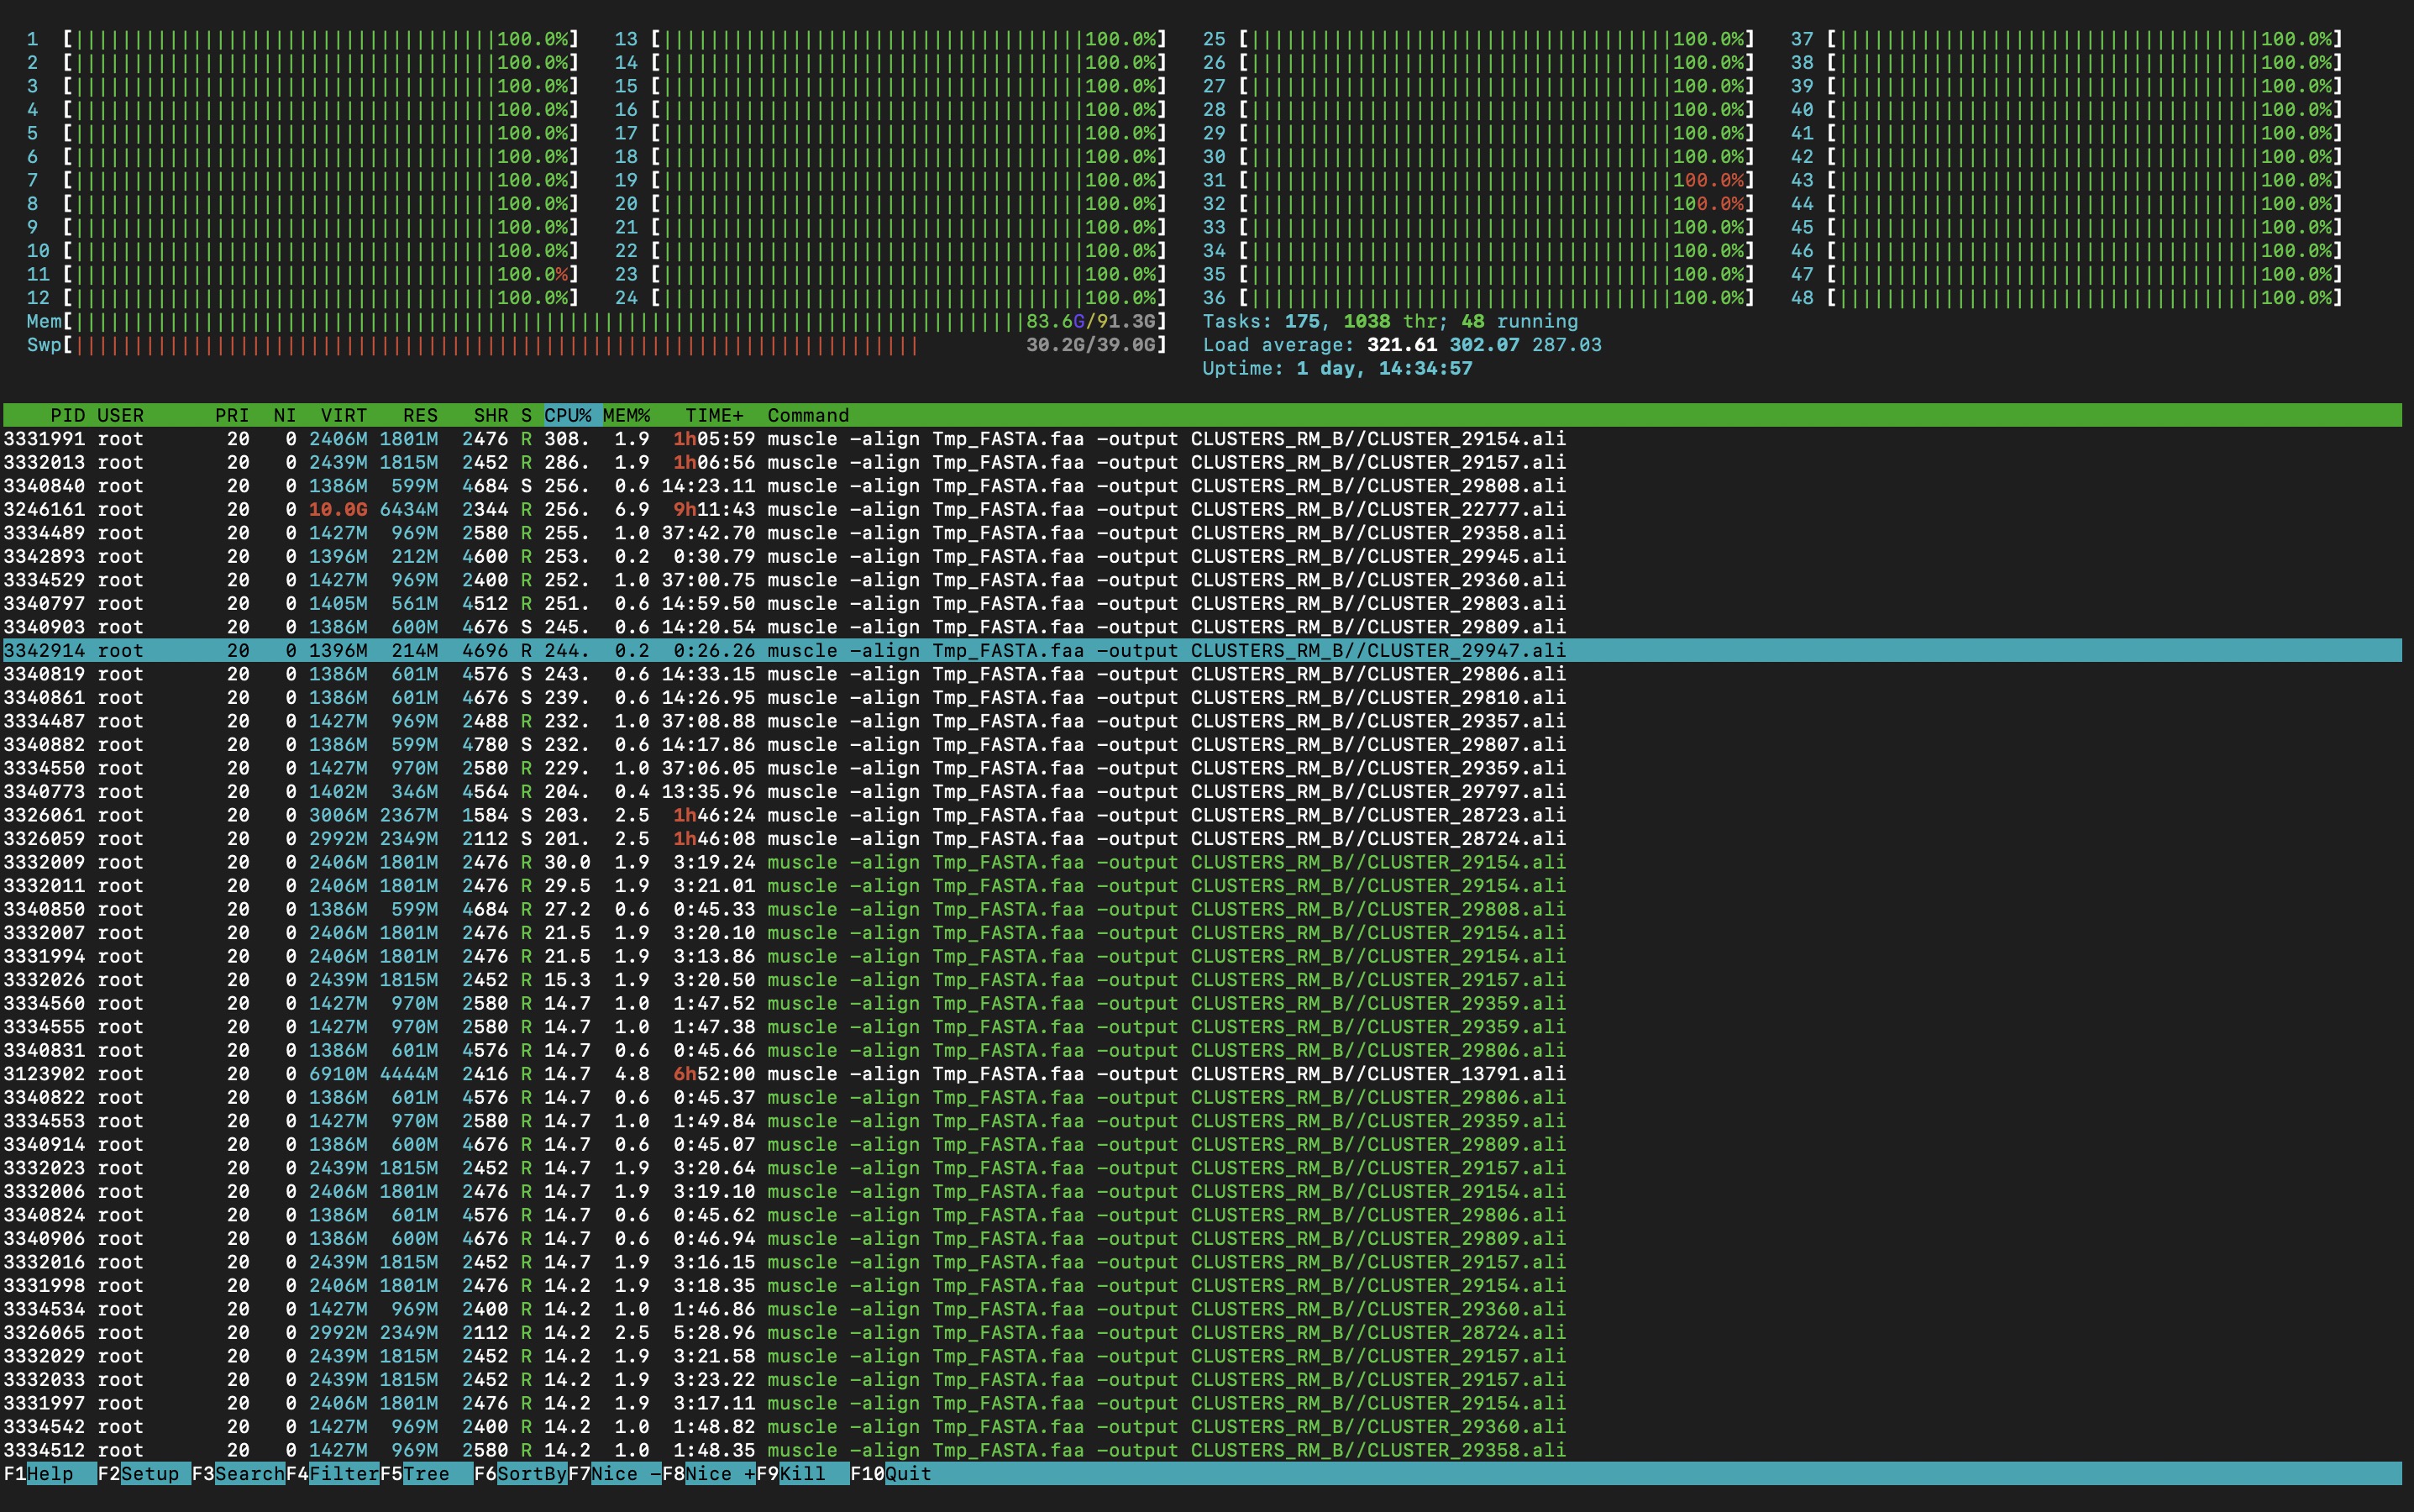 1 [100.0%] 13 [100.0%] 25 [100.0%] 37 [100.0%]
2 [100.0%] 14 [100.0%] 26 [100.0%] 38 [100.0%]
3 [100.0%] 15 [100.0%] 27 [100.0%] 39 [100.0%]
4 [100.0%] 16 [100.0%] 28 [100.0%] 40 [100.0%]
5 [100.0%] 17 [100.0%] 29 [100.0%] 41 [100.0%]
6 [100.0%] 18 [100.0%] 30 [100.0%] 42 [100.0%]
7 [100.0%] 19 [100.0%] 31 [100.0%] 43 [100.0%]
8 [100.0%] 20 [100.0%] 32 [100.0%] 44 [100.0%]
9 [100.0%] 21 [100.0%] 33 [100.0%] 45 [100.0%]
10 [100.0%] 22 [100.0%] 34 [100.0%] 46 [100.0%]
11 [100.0%] 23 [100.0%] 35 [100.0%] 47 [100.0%]
12 [100.0%] 24 [100.0%] 36 [100.0%] 48 [100.0%]
Mem[83.6G/91.3G] Tasks: 175, 1038 thr; 48 running
Swp[30.2G/39.0G] Load average: 321.61 302.07 287.03
Uptime: 1 day, 14:34:57
PID USER PRI NI VIRT RES SHR S CPU% MEM% TIME+ Command
3331991 root 20 0 2406M 1801M 2476 R 308. 1.9 1h05:59 muscle -align Tmp_FASTA.faa -output CLUSTERS_RM_B//CLUSTER_29154.ali
3332013 root 20 0 2439M 1815M 2452 R 286. 1.9 1h06:56 muscle -align Tmp_FASTA.faa -output CLUSTERS_RM_B//CLUSTER_29157.ali
3340840 root 20 0 1386M 599M 4684 S 256. 0.6 14:23.11 muscle -align Tmp_FASTA.faa -output CLUSTERS_RM_B//CLUSTER_29808.ali
3246161 root 20 0 10.0G 6434M 2344 R 256. 6.9 9h11:43 muscle -align Tmp_FASTA.faa -output CLUSTERS_RM_B//CLUSTER_22777.ali
3334489 root 20 0 1427M 969M 2580 R 255. 1.0 37:42.70 muscle -align Tmp_FASTA.faa -output CLUSTERS_RM_B//CLUSTER_29358.ali
3342893 root 20 0 1396M 212M 4600 R 253. 0.2 0:30.79 muscle -align Tmp_FASTA.faa -output CLUSTERS_RM_B//CLUSTER_29945.ali
3334529 root 20 0 1427M 969M 2400 R 252. 1.0 37:00.75 muscle -align Tmp_FASTA.faa -output CLUSTERS_RM_B//CLUSTER_29360.ali
3340797 root 20 0 1405M 561M 4512 R 251. 0.6 14:59.50 muscle -align Tmp_FASTA.faa -output CLUSTERS_RM_B//CLUSTER_29803.ali
3340903 root 20 0 1386M 600M 4676 S 245. 0.6 14:20.54 muscle -align Tmp_FASTA.faa -output CLUSTERS_RM_B//CLUSTER_29809.ali
3342914 root 20 0 1396M 214M 4696 R 244. 0.2 0:26.26 muscle -align Tmp_FASTA.faa -output CLUSTERS_RM_B//CLUSTER_29947.ali
3340819 root 20 0 1386M 601M 4576 S 243. 0.6 14:33.15 muscle -align Tmp_FASTA.faa -output CLUSTERS_RM_B//CLUSTER_29806.ali
3340861 root 20 0 1386M 601M 4676 S 239. 0.6 14:26.95 muscle -align Tmp_FASTA.faa -output CLUSTERS_RM_B//CLUSTER_29810.ali
3334487 root 20 0 1427M 969M 2488 R 232. 1.0 37:08.88 muscle -align Tmp_FASTA.faa -output CLUSTERS_RM_B//CLUSTER_29357.ali
3340882 root 20 0 1386M 599M 4780 S 232. 0.6 14:17.86 muscle -align Tmp_FASTA.faa -output CLUSTERS_RM_B//CLUSTER_29807.ali
3334550 root 20 0 1427M 970M 2580 R 229. 1.0 37:06.05 muscle -align Tmp_FASTA.faa -output CLUSTERS_RM_B//CLUSTER_29359.ali
3340773 root 20 0 1402M 346M 4564 R 204. 0.4 13:35.96 muscle -align Tmp_FASTA.faa -output CLUSTERS_RM_B//CLUSTER_29797.ali
3326061 root 20 0 3006M 2367M 1584 S 203. 2.5 1h46:24 muscle -align Tmp_FASTA.faa -output CLUSTERS_RM_B//CLUSTER_28723.ali
3326059 root 20 0 2992M 2349M 2112 S 201. 2.5 1h46:08 muscle -align Tmp_FASTA.faa -output CLUSTERS_RM_B//CLUSTER_28724.ali
3332009 root 20 0 2406M 1801M 2476 R 30.0 1.9 3:19.24 muscle -align Tmp_FASTA.faa -output CLUSTERS_RM_B//CLUSTER_29154.ali
3332011 root 20 0 2406M 1801M 2476 R 29.5 1.9 3:21.01 muscle -align Tmp_FASTA.faa -output CLUSTERS_RM_B//CLUSTER_29154.ali
3340850 root 20 0 1386M 599M 4684 R 27.2 0.6 0:45.33 muscle -align Tmp_FASTA.faa -output CLUSTERS_RM_B//CLUSTER_29808.ali
3332007 root 20 0 2406M 1801M 2476 R 21.5 1.9 3:20.10 muscle -align Tmp_FASTA.faa -output CLUSTERS_RM_B//CLUSTER_29154.ali
3331994 root 20 0 2406M 1801M 2476 R 21.5 1.9 3:13.86 muscle -align Tmp_FASTA.faa -output CLUSTERS_RM_B//CLUSTER_29154.ali
3332026 root 20 0 2439M 1815M 2452 R 15.3 1.9 3:20.50 muscle -align Tmp_FASTA.faa -output CLUSTERS_RM_B//CLUSTER_29157.ali
3334560 root 20 0 1427M 970M 2580 R 14.7 1.0 1:47.52 muscle -align Tmp_FASTA.faa -output CLUSTERS_RM_B//CLUSTER_29359.ali
3334555 root 20 0 1427M 970M 2580 R 14.7 1.0 1:47.38 muscle -align Tmp_FASTA.faa -output CLUSTERS_RM_B//CLUSTER_29359.ali
3340831 root 20 0 1386M 601M 4576 R 14.7 0.6 0:45.66 muscle -align Tmp_FASTA.faa -output CLUSTERS_RM_B//CLUSTER_29806.ali
3123902 root 20 0 6910M 4444M 2416 R 14.7 4.8 6h52:00 muscle -align Tmp_FASTA.faa -output CLUSTERS_RM_B//CLUSTER_13791.ali
3340822 root 20 0 1386M 601M 4576 R 14.7 0.6 0:45.37 muscle -align Tmp_FASTA.faa -output CLUSTERS_RM_B//CLUSTER_29806.ali
3334553 root 20 0 1427M 970M 2580 R 14.7 1.0 1:49.84 muscle -align Tmp_FASTA.faa -output CLUSTERS_RM_B//CLUSTER_29359.ali
3340914 root 20 0 1386M 600M 4676 R 14.7 0.6 0:45.07 muscle -align Tmp_FASTA.faa -output CLUSTERS_RM_B//CLUSTER_29809.ali
3332023 root 20 0 2439M 1815M 2452 R 14.7 1.9 3:20.64 muscle -align Tmp_FASTA.faa -output CLUSTERS_RM_B//CLUSTER_29157.ali
3332006 root 20 0 2406M 1801M 2476 R 14.7 1.9 3:19.10 muscle -align Tmp_FASTA.faa -output CLUSTERS_RM_B//CLUSTER_29154.ali
3340824 root 20 0 1386M 601M 4576 R 14.7 0.6 0:45.62 muscle -align Tmp_FASTA.faa -output CLUSTERS_RM_B//CLUSTER_29806.ali
3340906 root 20 0 1386M 600M 4676 R 14.7 0.6 0:46.94 muscle -align Tmp_FASTA.faa -output CLUSTERS_RM_B//CLUSTER_29809.ali
3332016 root 20 0 2439M 1815M 2452 R 14.7 1.9 3:16.15 muscle -align Tmp_FASTA.faa -output CLUSTERS_RM_B//CLUSTER_29157.ali
3331998 root 20 0 2406M 1801M 2476 R 14.2 1.9 3:18.35 muscle -align Tmp_FASTA.faa -output CLUSTERS_RM_B//CLUSTER_29154.ali
3334534 root 20 0 1427M 969M 2400 R 14.2 1.0 1:46.86 muscle -align Tmp_FASTA.faa -output CLUSTERS_RM_B//CLUSTER_29360.ali
3326065 root 20 0 2992M 2349M 2112 R 14.2 2.5 5:28.96 muscle -align Tmp_FASTA.faa -output CLUSTERS_RM_B//CLUSTER_28724.ali
3332029 root 20 0 2439M 1815M 2452 R 14.2 1.9 3:21.58 muscle -align Tmp_FASTA.faa -output CLUSTERS_RM_B//CLUSTER_29157.ali
3332033 root 20 0 2439M 1815M 2452 R 14.2 1.9 3:23.22 muscle -align Tmp_FASTA.faa -output CLUSTERS_RM_B//CLUSTER_29157.ali
3331997 root 20 0 2406M 1801M 2476 R 14.2 1.9 3:17.11 muscle -align Tmp_FASTA.faa -output CLUSTERS_RM_B//CLUSTER_29154.ali
3334542 root 20 0 1427M 969M 2400 R 14.2 1.0 1:48.82 muscle -align Tmp_FASTA.faa -output CLUSTERS_RM_B//CLUSTER_29360.ali
3334512 root 20 0 1427M 969M 2580 R 14.2 1.0 1:48.35 muscle -align Tmp_FASTA.faa -output CLUSTERS_RM_B//CLUSTER_29358.ali
F1Help F2Setup F3SearchF4FilterF5Tree F6SortByF7Nice -F8Nice +F9Kill F10Quit